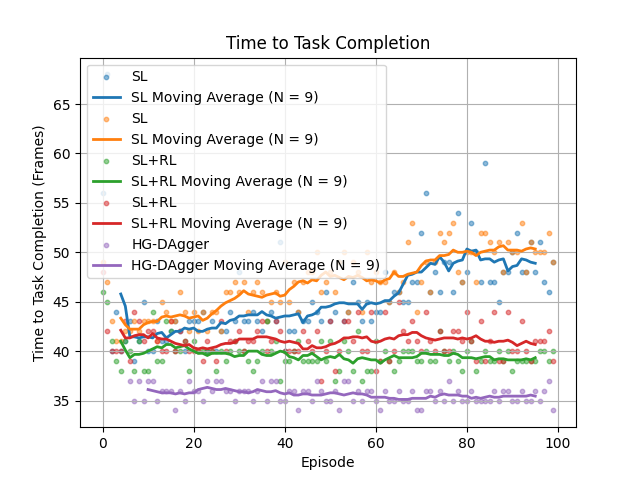 Time to Task Completion
Time to Task Completion (Frames)
65
60
55
50
45
40
35
SL
SL Moving Average (N = 9)
SL
SL Moving Average (N = 9)
SL+RL
SL+RL Moving Average (N = 9)
SL+RL
SL+RL Moving Average (N = 9)
HG-DAgger
HG-DAgger Moving Average (N = 9)
0 20 40 60 80 100
Episode